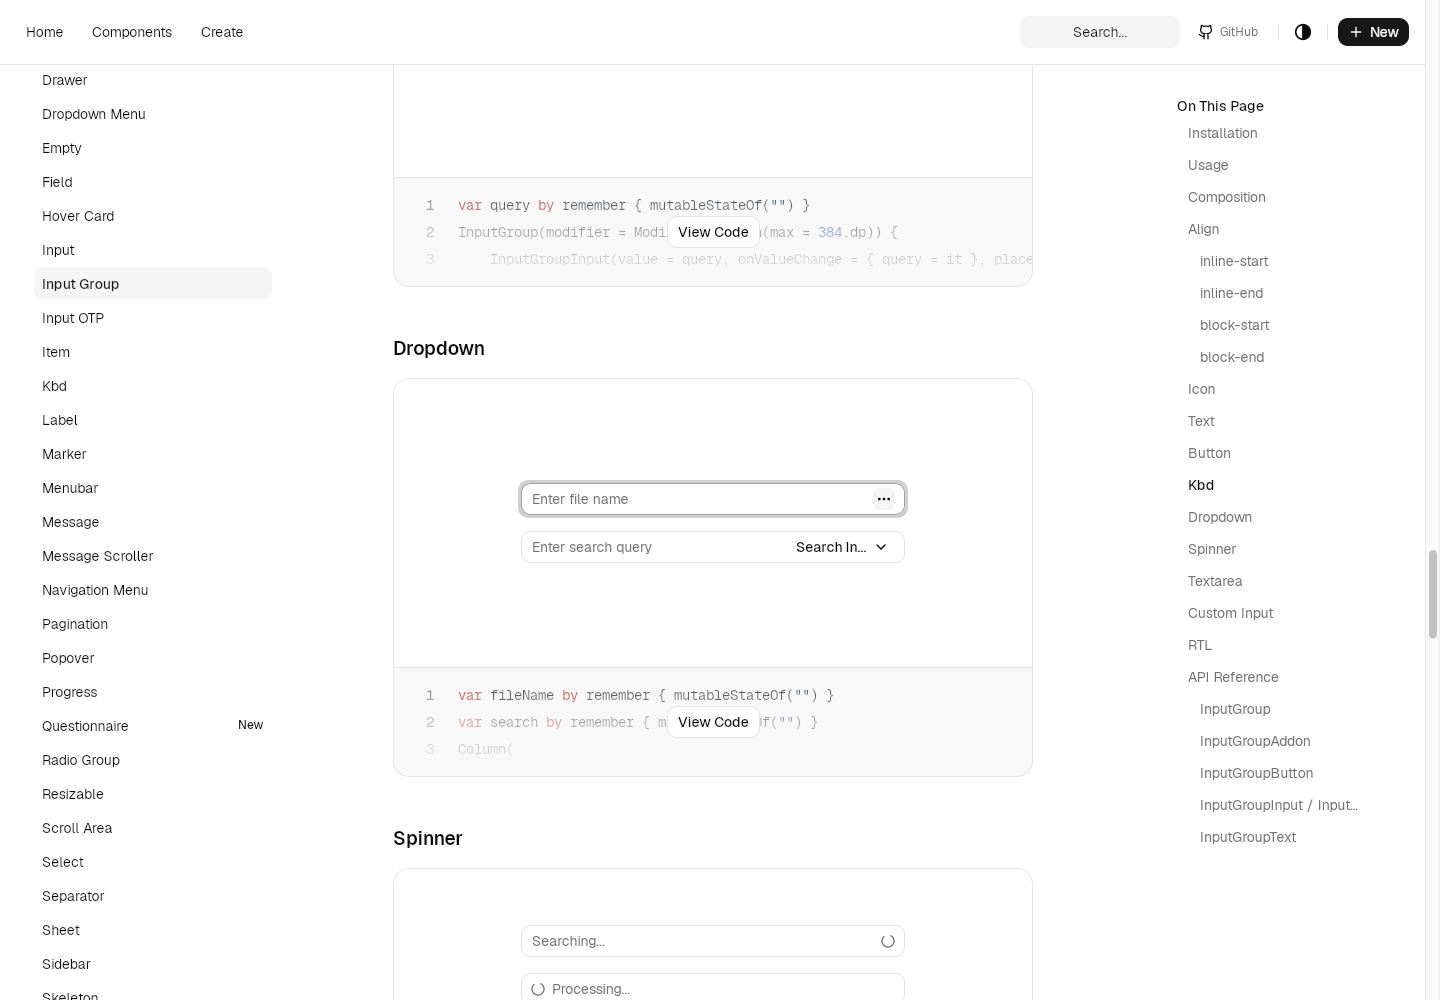 Home
Components
Create
Search...
GitHub
New
Drawer
Dropdown Menu
Empty
Field
Hover Card
Input
Input Group
Input OTP
Item
Kbd
Label
Marker
Menubar
Message
Message Scroller
Navigation Menu
Pagination
Popover
Progress
Questionnaire New
Radio Group
Resizable
Scroll Area
Select
Separator
Sheet
Sidebar
Skeleton
1 var query by remember { mutableStateOf("") }
2 InputGroup(modifier = Modi
View Code
(max = 384.dp)) {
3 InputGroupInput(value = query, onValueChange = { query = it }, place
Dropdown
Enter file name
Enter search query Search In...
1 var fileName by remember { mutableStateOf("") }
2 var search by remember { m
View Code
Of("") }
3 Column(
Spinner
Searching...
Processing...
On This Page
Installation
Usage
Composition
Align
inline-start
inline-end
block-start
block-end
Icon
Text
Button
Kbd
Dropdown
Spinner
Textarea
Custom Input
RTL
API Reference
InputGroup
InputGroupAddon
InputGroupButton
InputGroupInput / Input...
InputGroupText